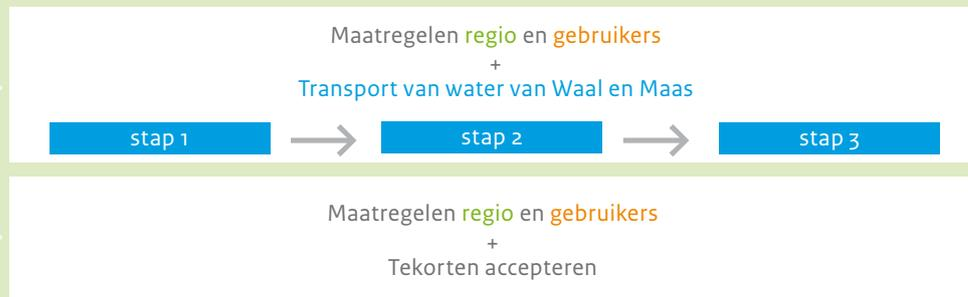 Maatregelen regio en gebruikers
+
Transport van water van Waal en Maas
stap 1 stap 2 stap 3
Maatregelen regio en gebruikers
+
Tekorten accepteren